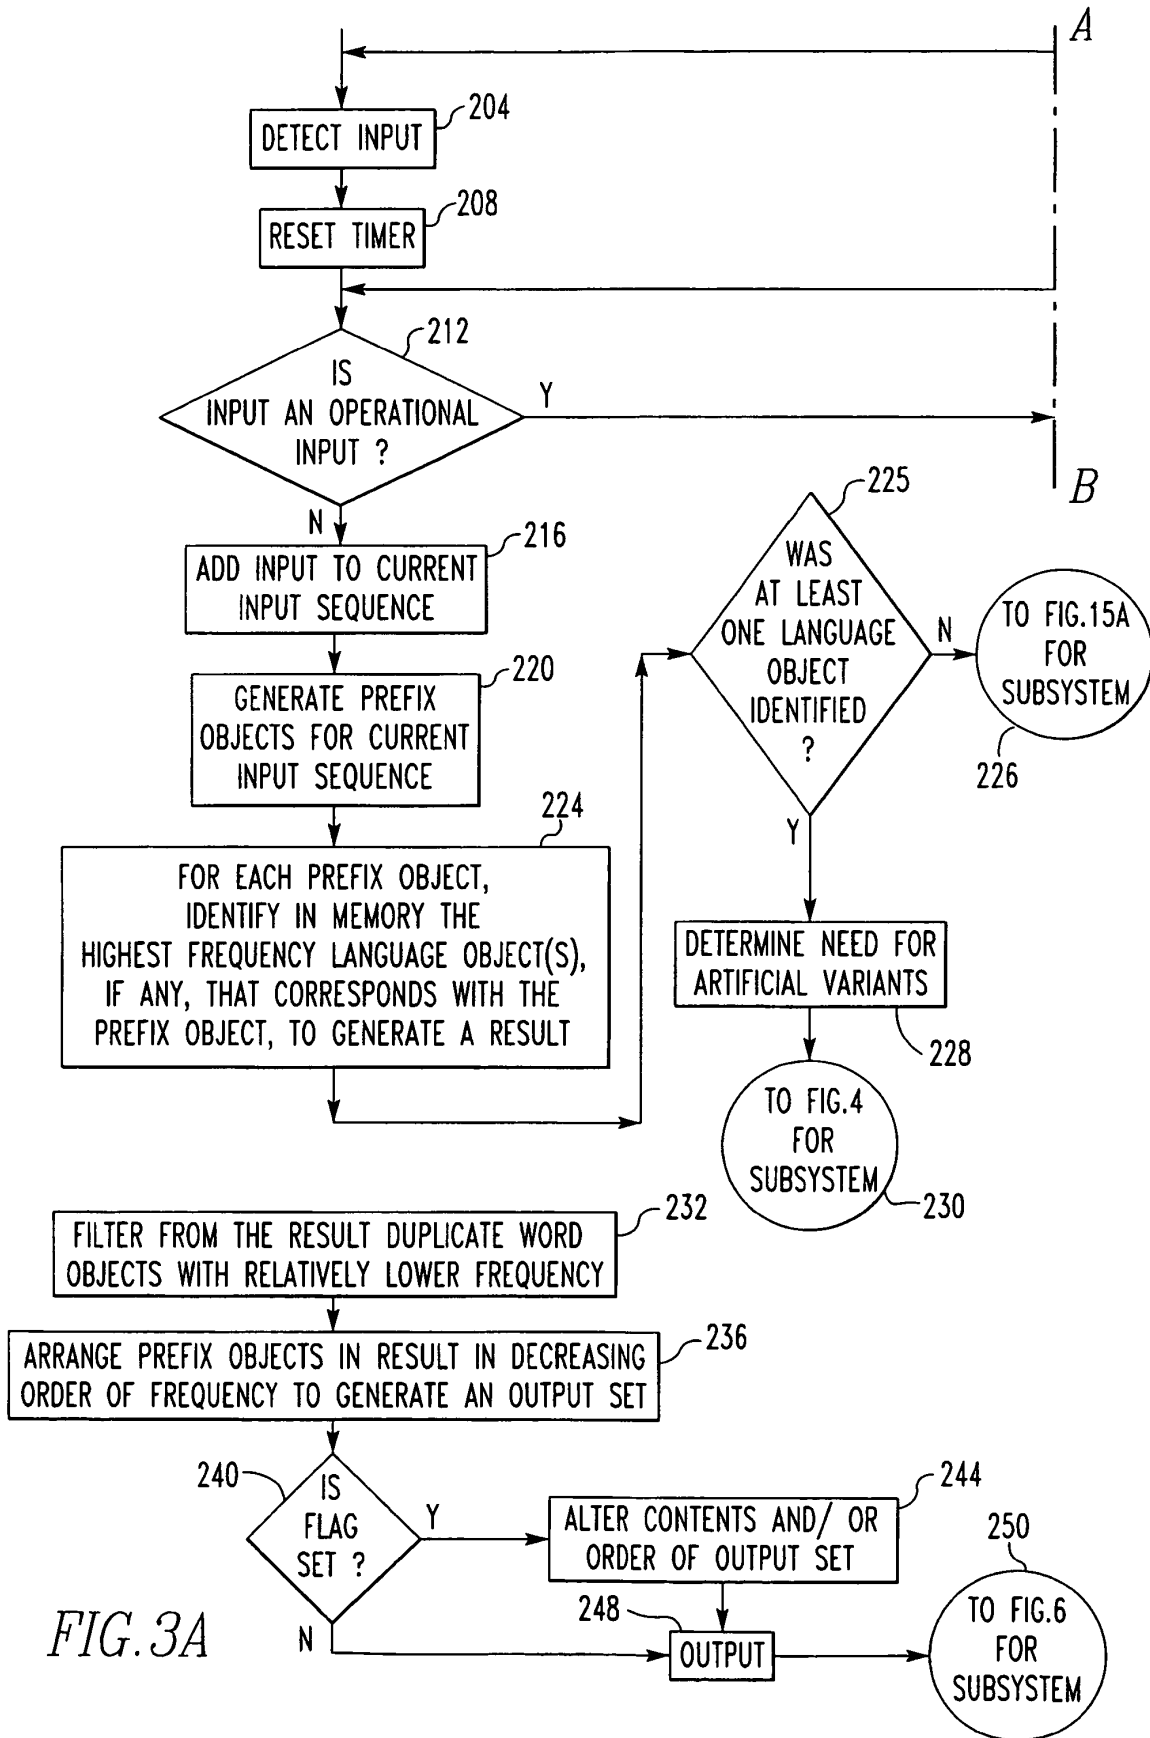 A
204
DETECT INPUT
208
RESET TIMER
212
IS
INPUT AN OPERATIONAL
INPUT ?
Y
B
N
216
ADD INPUT TO CURRENT
INPUT SEQUENCE
220
GENERATE PREFIX
OBJECTS FOR CURRENT
INPUT SEQUENCE
224
FOR EACH PREFIX OBJECT,
IDENTIFY IN MEMORY THE
HIGHEST FREQUENCY LANGUAGE OBJECT(S),
IF ANY, THAT CORRESPONDS WITH THE
PREFIX OBJECT, TO GENERATE A RESULT
225
WAS
AT LEAST
ONE LANGUAGE
OBJECT
IDENTIFIED
?
N
TO FIG.15A
FOR
SUBSYSTEM
226
Y
DETERMINE NEED FOR
ARTIFICIAL VARIANTS
228
TO FIG.4
FOR
SUBSYSTEM
230
232
FILTER FROM THE RESULT DUPLICATE WORD
OBJECTS WITH RELATIVELY LOWER FREQUENCY
236
ARRANGE PREFIX OBJECTS IN RESULT IN DECREASING
ORDER OF FREQUENCY TO GENERATE AN OUTPUT SET
240
IS
FLAG
SET ?
Y
244
ALTER CONTENTS AND/ OR
ORDER OF OUTPUT SET
N
248
OUTPUT
250
TO FIG.6
FOR
SUBSYSTEM
FIG.3A